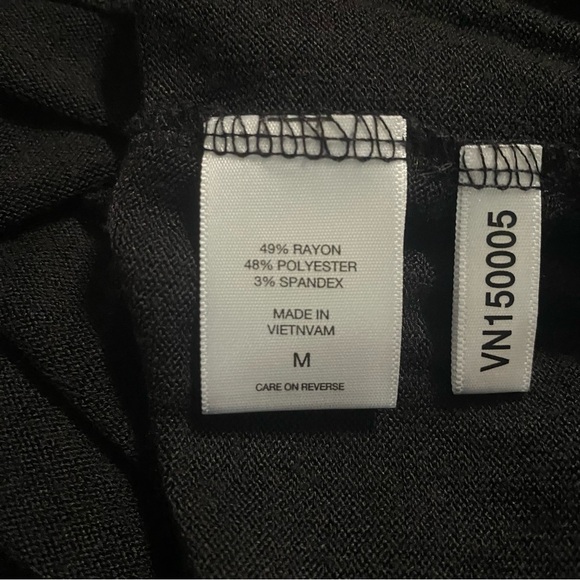 49% RAYON
48% POLYESTER
3% SPANDEX
MADE IN
VIETNVAM
M
CARE ON REVERSE
VN150005